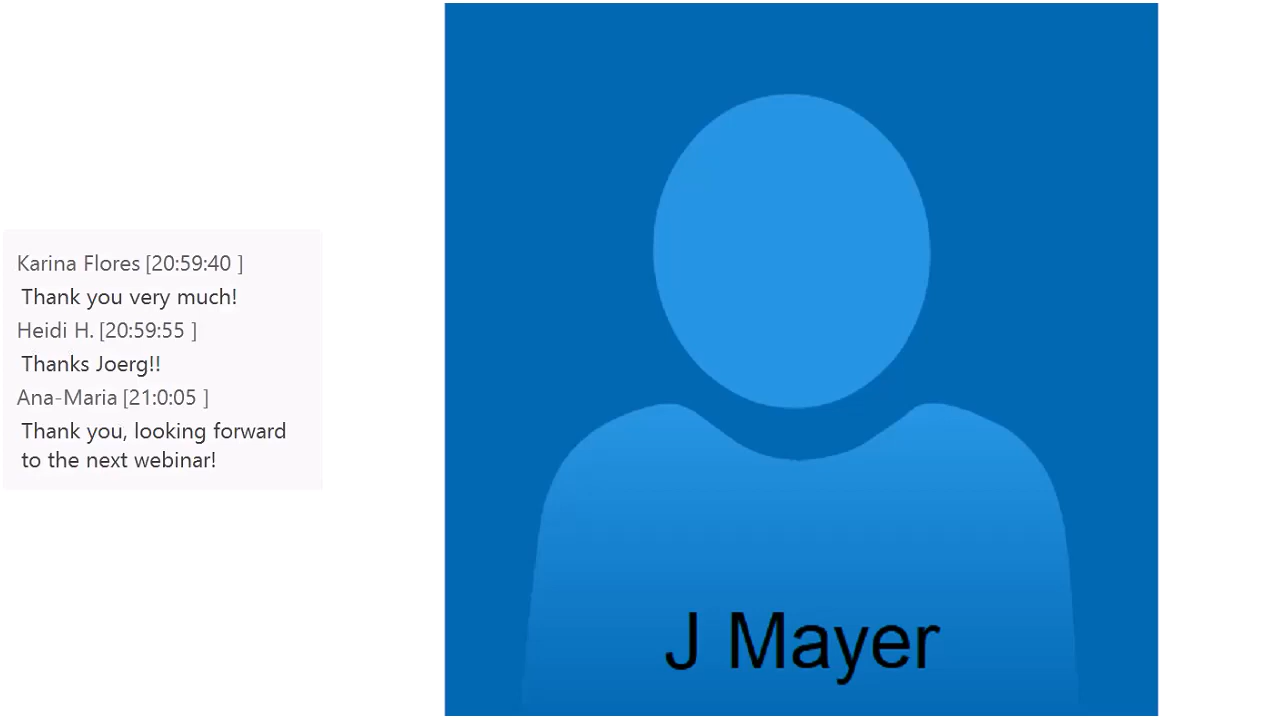 Karina Flores [20:59:40 ]
Thank you very much!
Heidi H. [20:59:55 ]
Thanks Joerg!!
Ana-Maria [21:0:05 ]
Thank you, looking forward
to the next webinar!
J Mayer